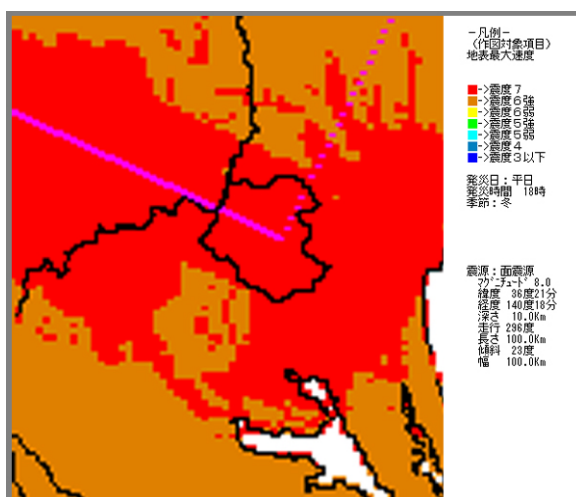 －凡例－
（作図対象項目）
地表最大速度
■->震度７
■->震度６強
■->震度６弱
■->震度５強
■->震度５弱
■->震度４
■->震度３以下
発災日：平日
発災時間　18時
季節：冬
震源：面震源
ﾏｸﾞﾆﾁｭｰﾄﾞ 8.0
緯度　36度21分
経度　140度18分
深さ　10.0Km
走行　296度
長さ　100.0Km
傾斜　23度
幅　100.0Km